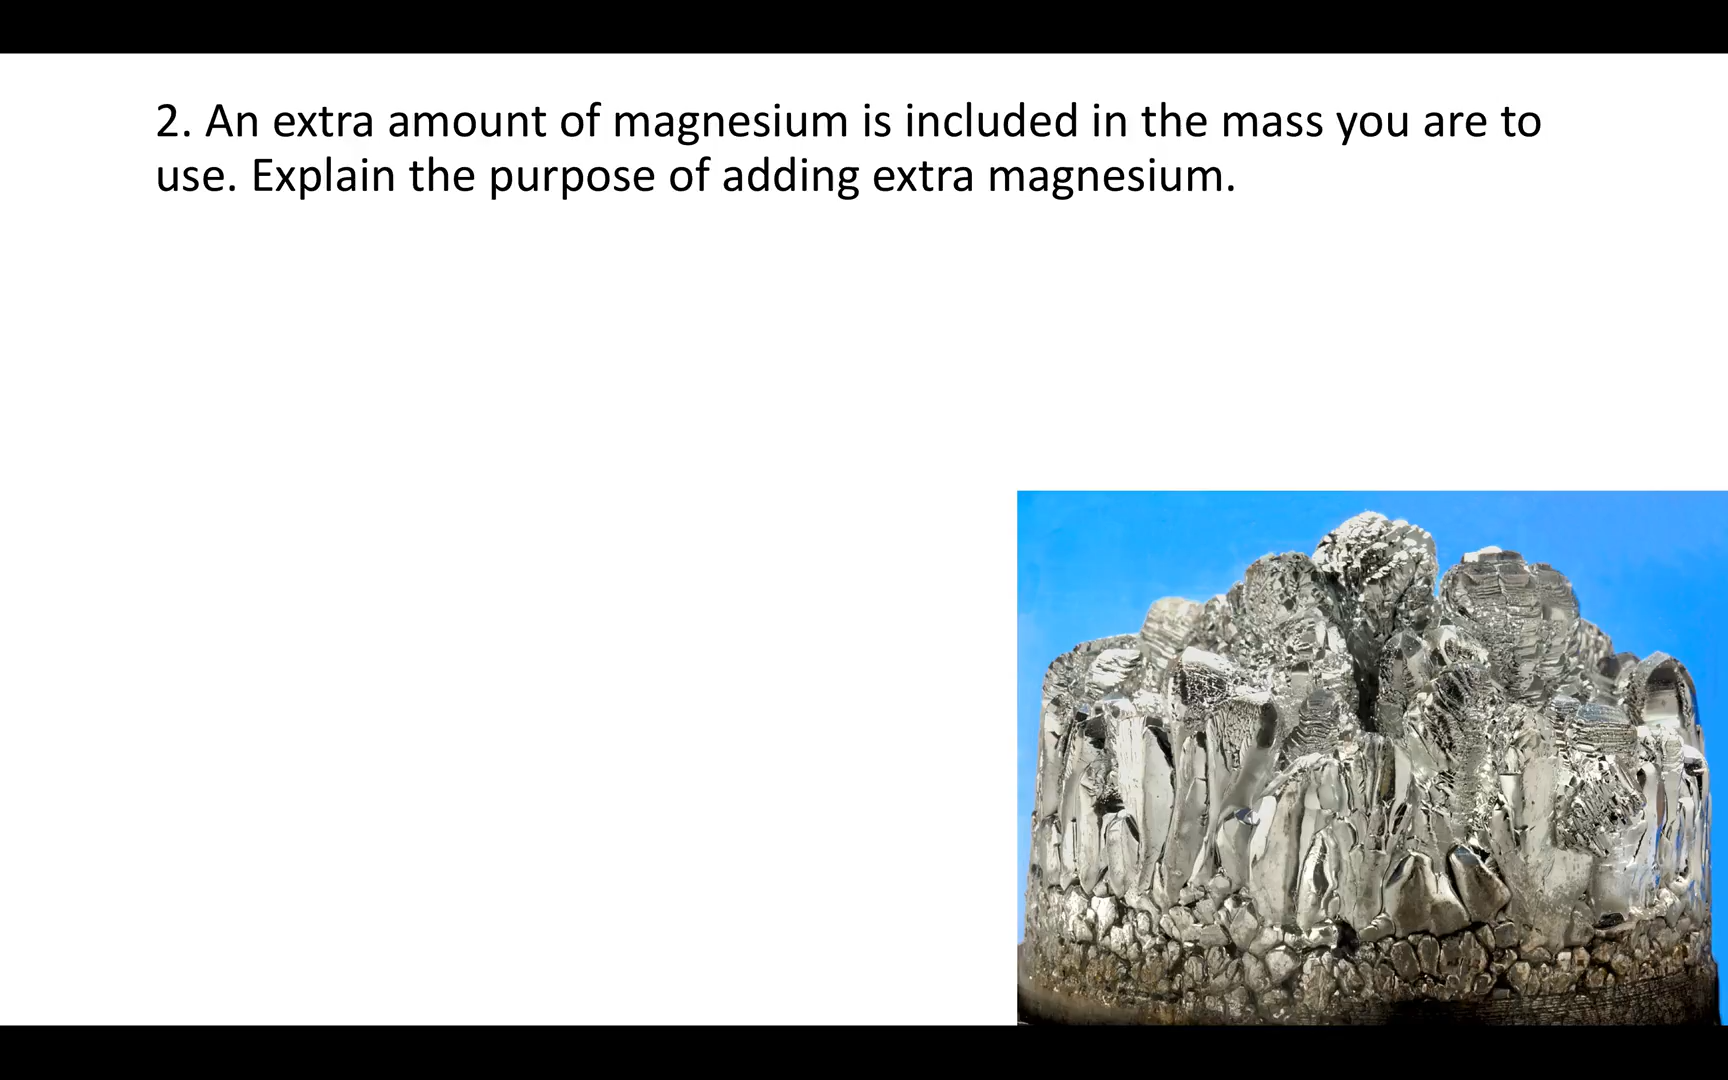 2. An extra amount of magnesium is included in the mass you are to
use. Explain the purpose of adding extra magnesium.